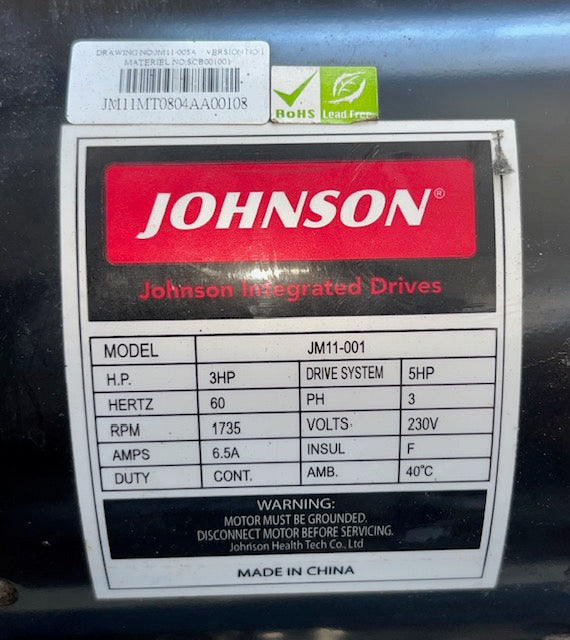 DRAWING NO:JM11-005A VERSION NO:1
MATERIEL NO:SCB001001
JM11MT0804AA00108
RoHS Lead Free
JOHNSON®
Johnson Integrated Drives
MODEL JM11-001
H.P. 3HP DRIVE SYSTEM 5HP
HERTZ 60 PH 3
RPM 1735 VOLTS: 230V
AMPS 6.5A INSUL F
DUTY CONT. AMB. 40°C
WARNING:
MOTOR MUST BE GROUNDED.
DISCONNECT MOTOR BEFORE SERVICING.
Johnson Health Tech Co., Ltd
MADE IN CHINA